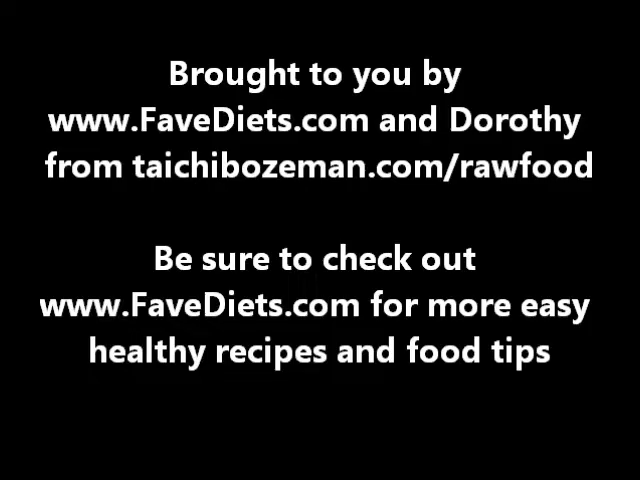 Brought to you by
www.FaveDiets.com and Dorothy
from taichibozeman.com/rawfood
Be sure to check out
www.FaveDiets.com for more easy
healthy recipes and food tips